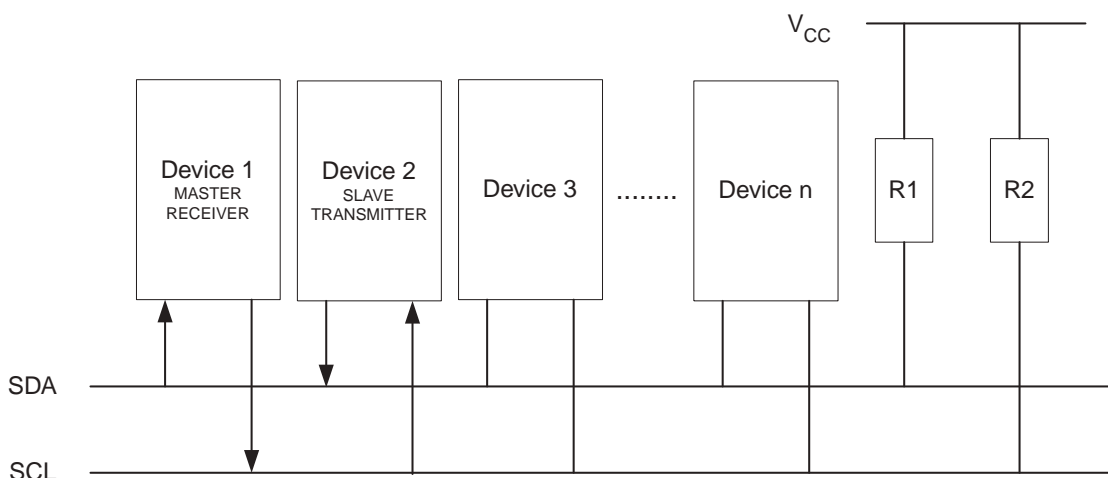 VCC
Device 1
MASTER
RECEIVER
Device 2
SLAVE
TRANSMITTER
Device 3
........
Device n
R1
R2
SDA
SCL